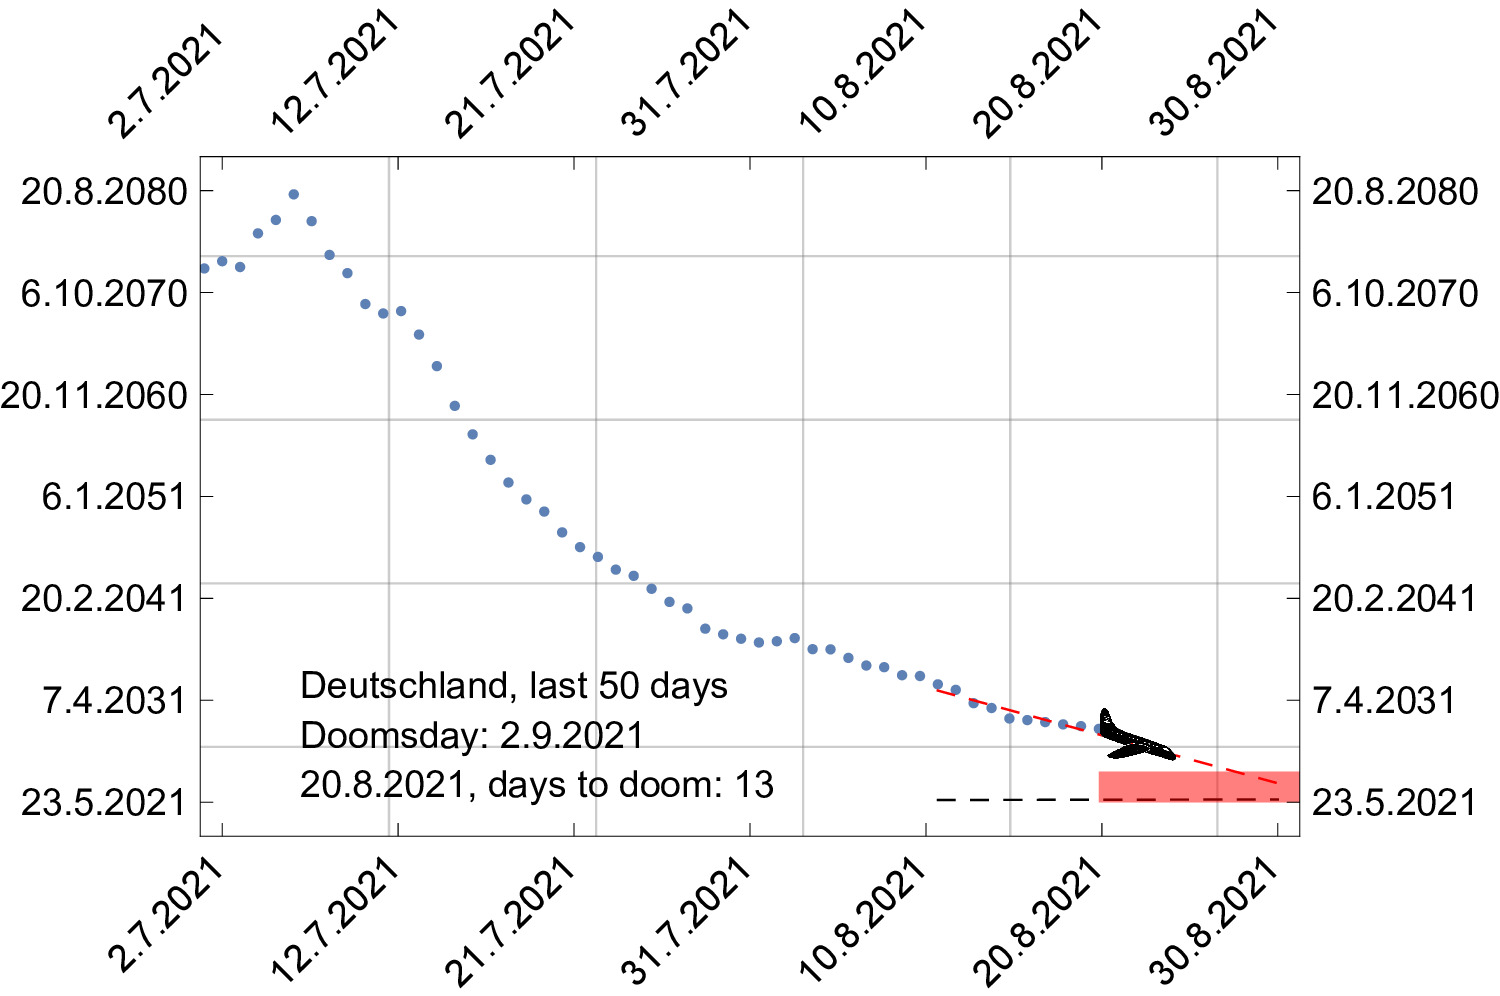 2.7.2021 12.7.2021 21.7.2021 31.7.2021 10.8.2021 20.8.2021 30.8.2021
20.8.2080 20.8.2080
6.10.2070 6.10.2070
20.11.2060 20.11.2060
6.1.2051 6.1.2051
20.2.2041 20.2.2041
7.4.2031 7.4.2031
23.5.2021 23.5.2021
Deutschland, last 50 days
Doomsday: 2.9.2021
20.8.2021, days to doom: 13
2.7.2021 12.7.2021 21.7.2021 31.7.2021 10.8.2021 20.8.2021 30.8.2021